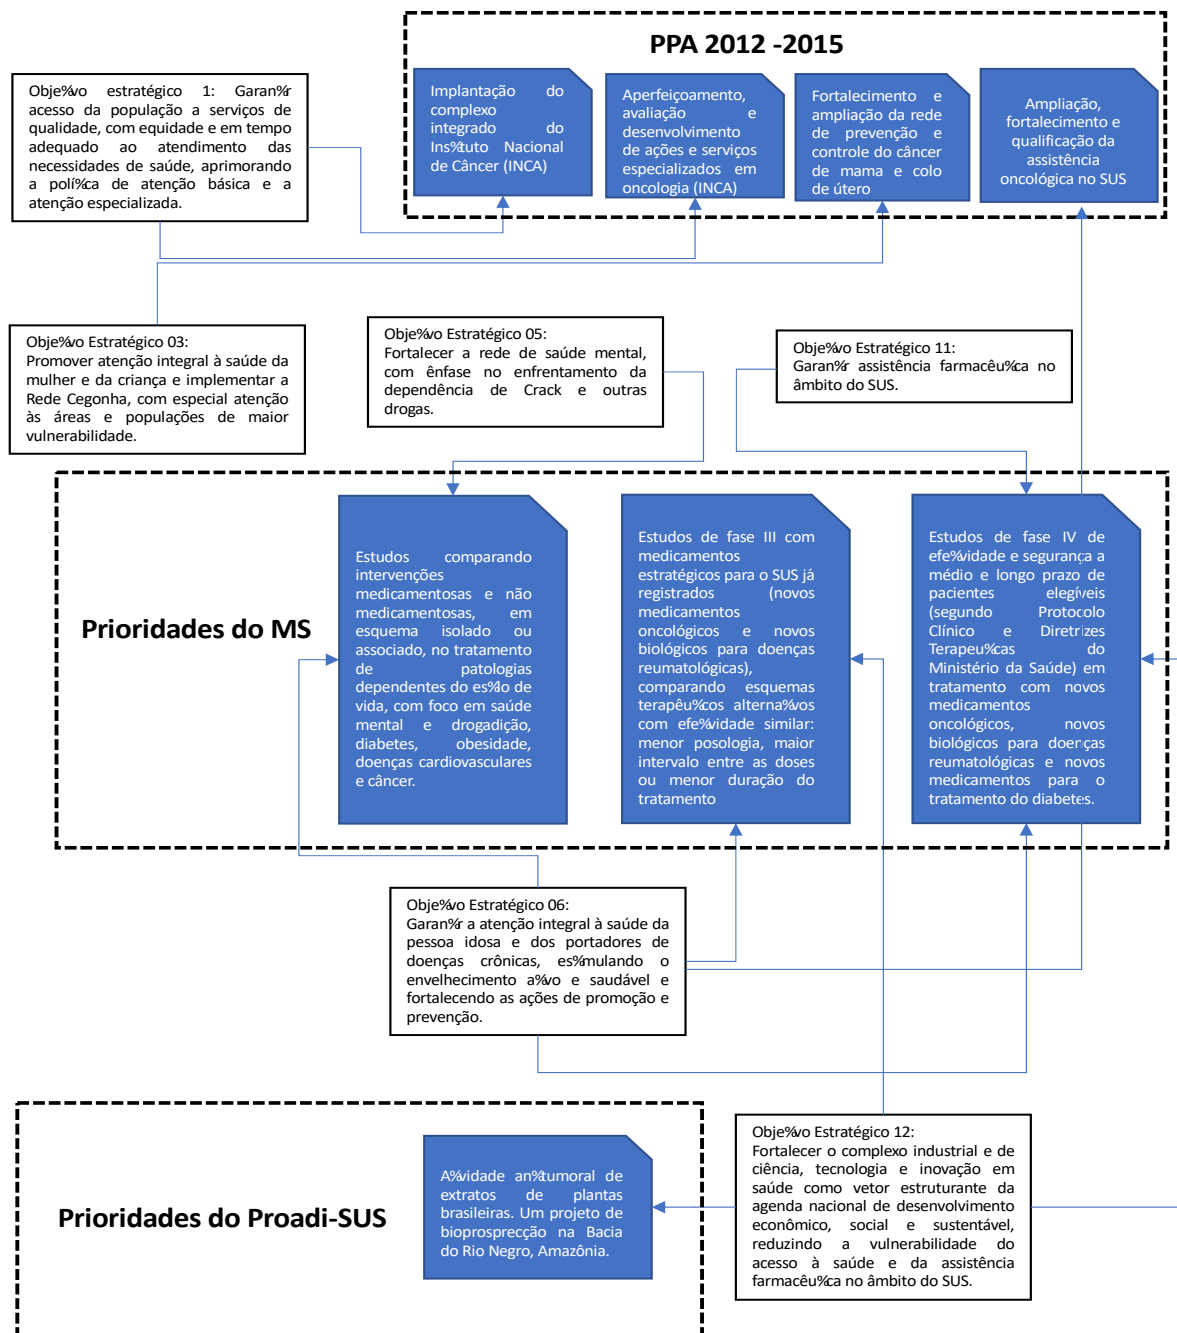 PPA 2012 -2015
Obje%vo estratégico 1: Garan%r
acesso da população a serviços de
qualidade, com equidade e em tempo
adequado ao atendimento das
necessidades de saúde, aprimorando
a polí%ca de atenção básica e a
atenção especializada.
Implantação do
complexo
integrado do
Ins%tuto Nacional
de Câncer (INCA)
Aperfeiçoamento,
avaliação e
desenvolvimento
de ações e serviços
especializados em
oncologia (INCA)
Fortalecimento e
ampliação da rede
de prevenção e
controle do câncer
de mama e colo
de útero
Ampliação,
fortalecimento e
qualificação da
assistência
oncológica no SUS
Obje%vo Estratégico 03:
Promover atenção integral à saúde da
mulher e da criança e implementar a
Rede Cegonha, com especial atenção
às áreas e populações de maior
vulnerabilidade.
Obje%vo Estratégico 05:
Fortalecer a rede de saúde mental,
com ênfase no enfrentamento da
dependência de Crack e outras
drogas.
Obje%vo Estratégico 11:
Garan%r assistência farmacêu%ca no
âmbito do SUS.
Prioridades do MS
Estudos comparando
intervenções
medicamentosas e não
medicamentosas, em
esquema isolado ou
associado, no tratamento
de patologias
dependentes do es%lo de
vida, com foco em saúde
mental e drogadição,
diabetes, obesidade,
doenças cardiovasculares
e câncer.
Estudos de fase III com
medicamentos
estratégicos para o SUS já
registrados (novos
medicamentos
oncológicos e novos
biológicos para doenças
reumatológicas),
comparando esquemas
terapêu%cos alterna%vos
com efe%vidade similar:
menor posologia, maior
intervalo entre as doses
ou menor duração do
tratamento
Estudos de fase IV de
efe%vidade e segurança a
médio e longo prazo de
pacientes elegíveis
(segundo Protocolo
Clínico e Diretrizes
Terapeu%cas do
Ministério da Saúde) em
tratamento com novos
medicamentos
oncológicos, novos
biológicos para doenças
reumatológicas e novos
medicamentos para o
tratamento do diabetes.
Obje%vo Estratégico 06:
Garan%r a atenção integral à saúde da
pessoa idosa e dos portadores de
doenças crônicas, es%mulando o
envelhecimento a%vo e saudável e
fortalecendo as ações de promoção e
prevenção.
Prioridades do Proadi-SUS
A%vidade an%tumoral de
extratos de plantas
brasileiras. Um projeto de
bioprosprecção na Bacia
do Rio Negro, Amazônia.
Obje%vo Estratégico 12:
Fortalecer o complexo industrial e de
ciência, tecnologia e inovação em
saúde como vetor estruturante da
agenda nacional de desenvolvimento
econômico, social e sustentável,
reduzindo a vulnerabilidade do
acesso à saúde e da assistência
farmacêu%ca no âmbito do SUS.